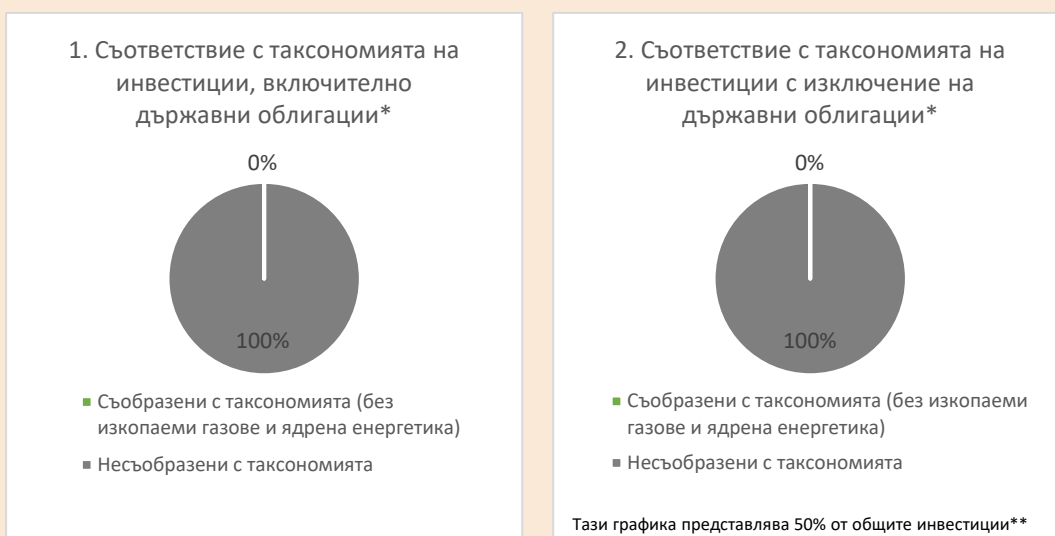 1. Съответствие с таксономията на
инвестиции, включително
държавни облигации*
0%
100%
Съобразени с таксономията (без
изкопаеми газове и ядрена енергетика)
Несъобразени с таксономията
2. Съответствие с таксономията на
инвестиции с изключение на
държавни облигации*
0%
100%
Съобразени с таксономията (без изкопаеми
газове и ядрена енергетика)
Несъобразени с таксономията
Тази графика представлява 50% от общите инвестиции**